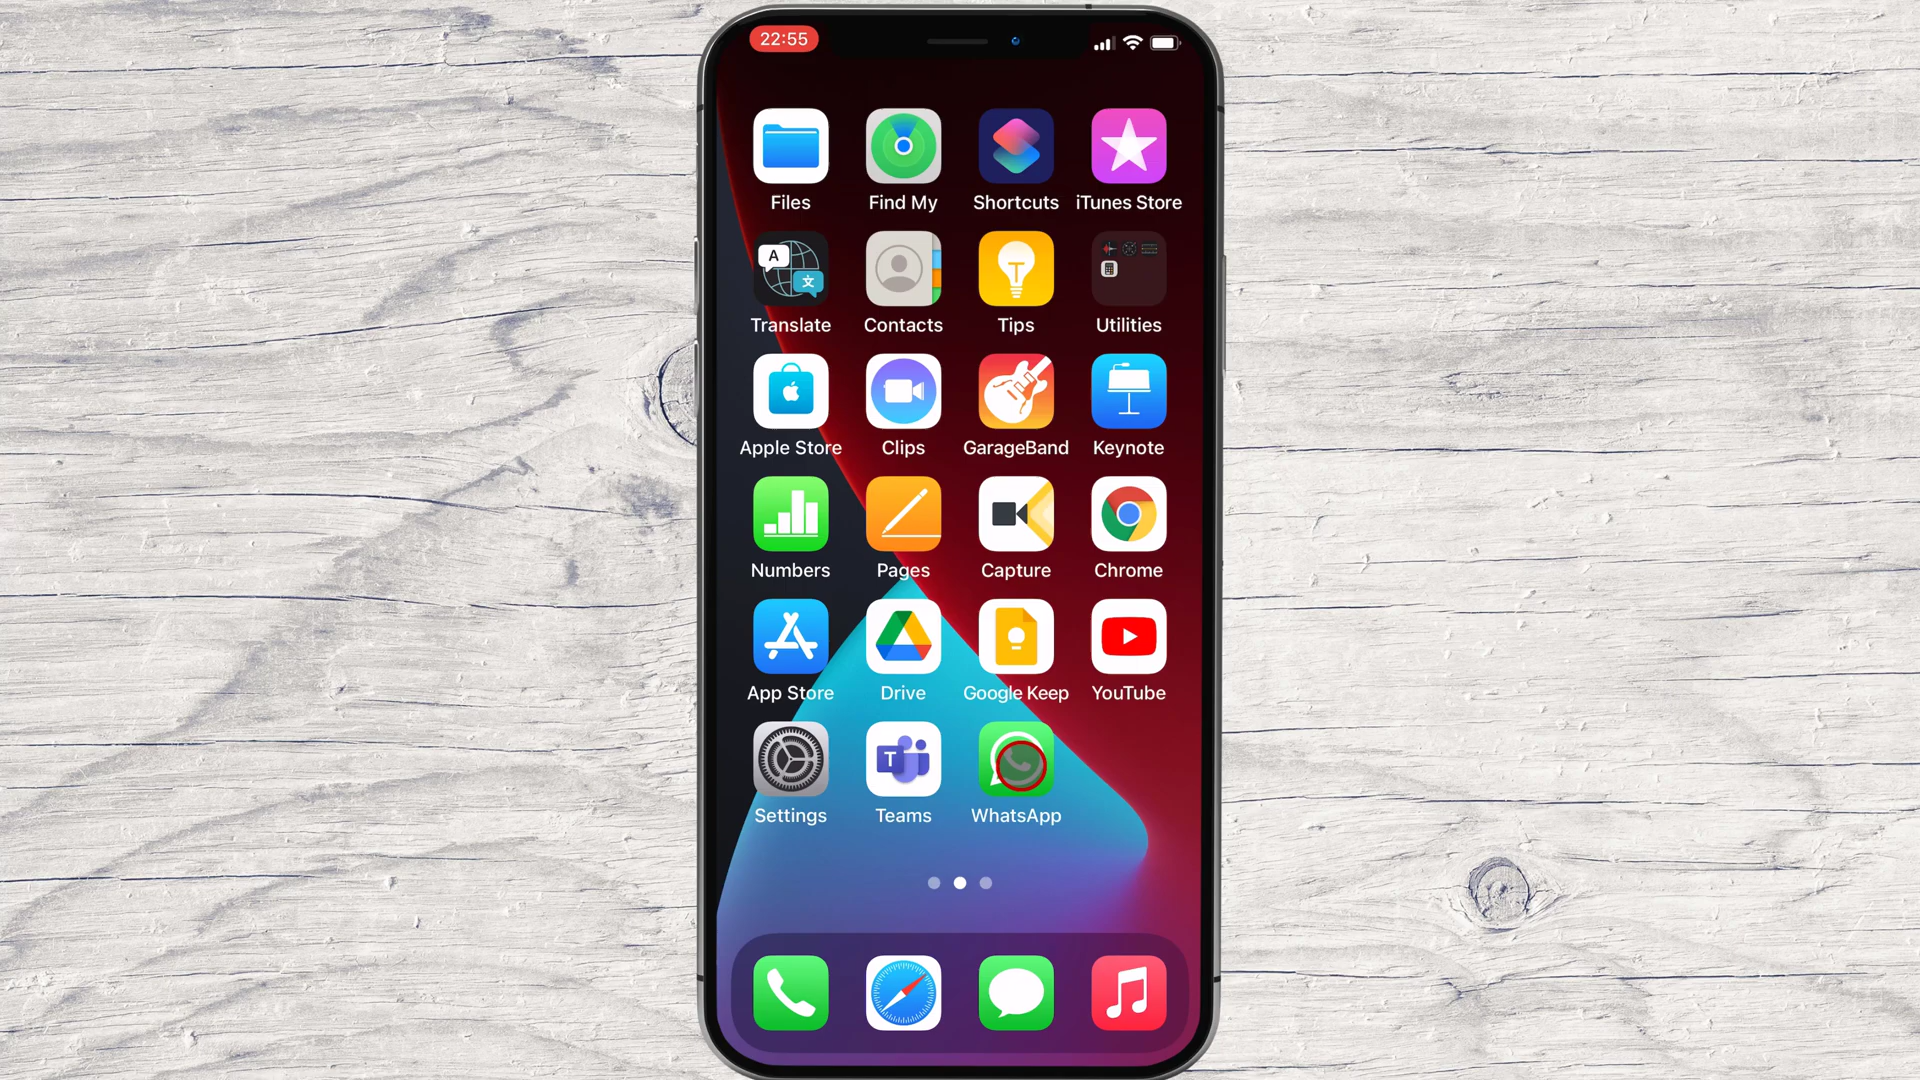 22:55
Files Find My Shortcuts iTunes Store
A
文
Translate Contacts Tips Utilities
Apple Store Clips GarageBand Keynote
Numbers Pages Capture Chrome
App Store Drive Google Keep YouTube
T
Settings Teams WhatsApp